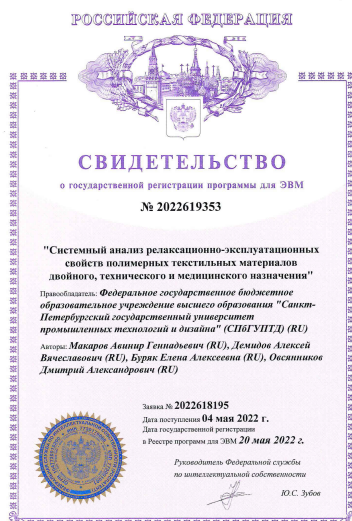 РОССИЙСКАЯ ФЕДЕРАЦИЯ
СВИДЕТЕЛЬСТВО
о государственной регистрации программы для ЭВМ
№ 2022619353
"Системный анализ релаксационно-эксплуатационных
свойств полимерных текстильных материалов
двойного, технического и медицинского назначения"
Правообладатель: Федеральное государственное бюджетное
образовательное учреждение высшего образования "Санкт-
Петербургский государственный университет
промышленных технологий и дизайна" (СПбГУПТД) (RU)
Авторы: Макаров Авинир Геннадьевич (RU), Демидов Алексей
Вячеславович (RU), Буряк Елена Алексеевна (RU), Овсянников
Дмитрий Александрович (RU)
Заявка № 2022618195
Дата поступления 04 мая 2022 г.
Дата государственной регистрации
в Реестре программ для ЭВМ 20 мая 2022 г.
Руководитель Федеральной службы
по интеллектуальной собственности
Ю.С. Зубов